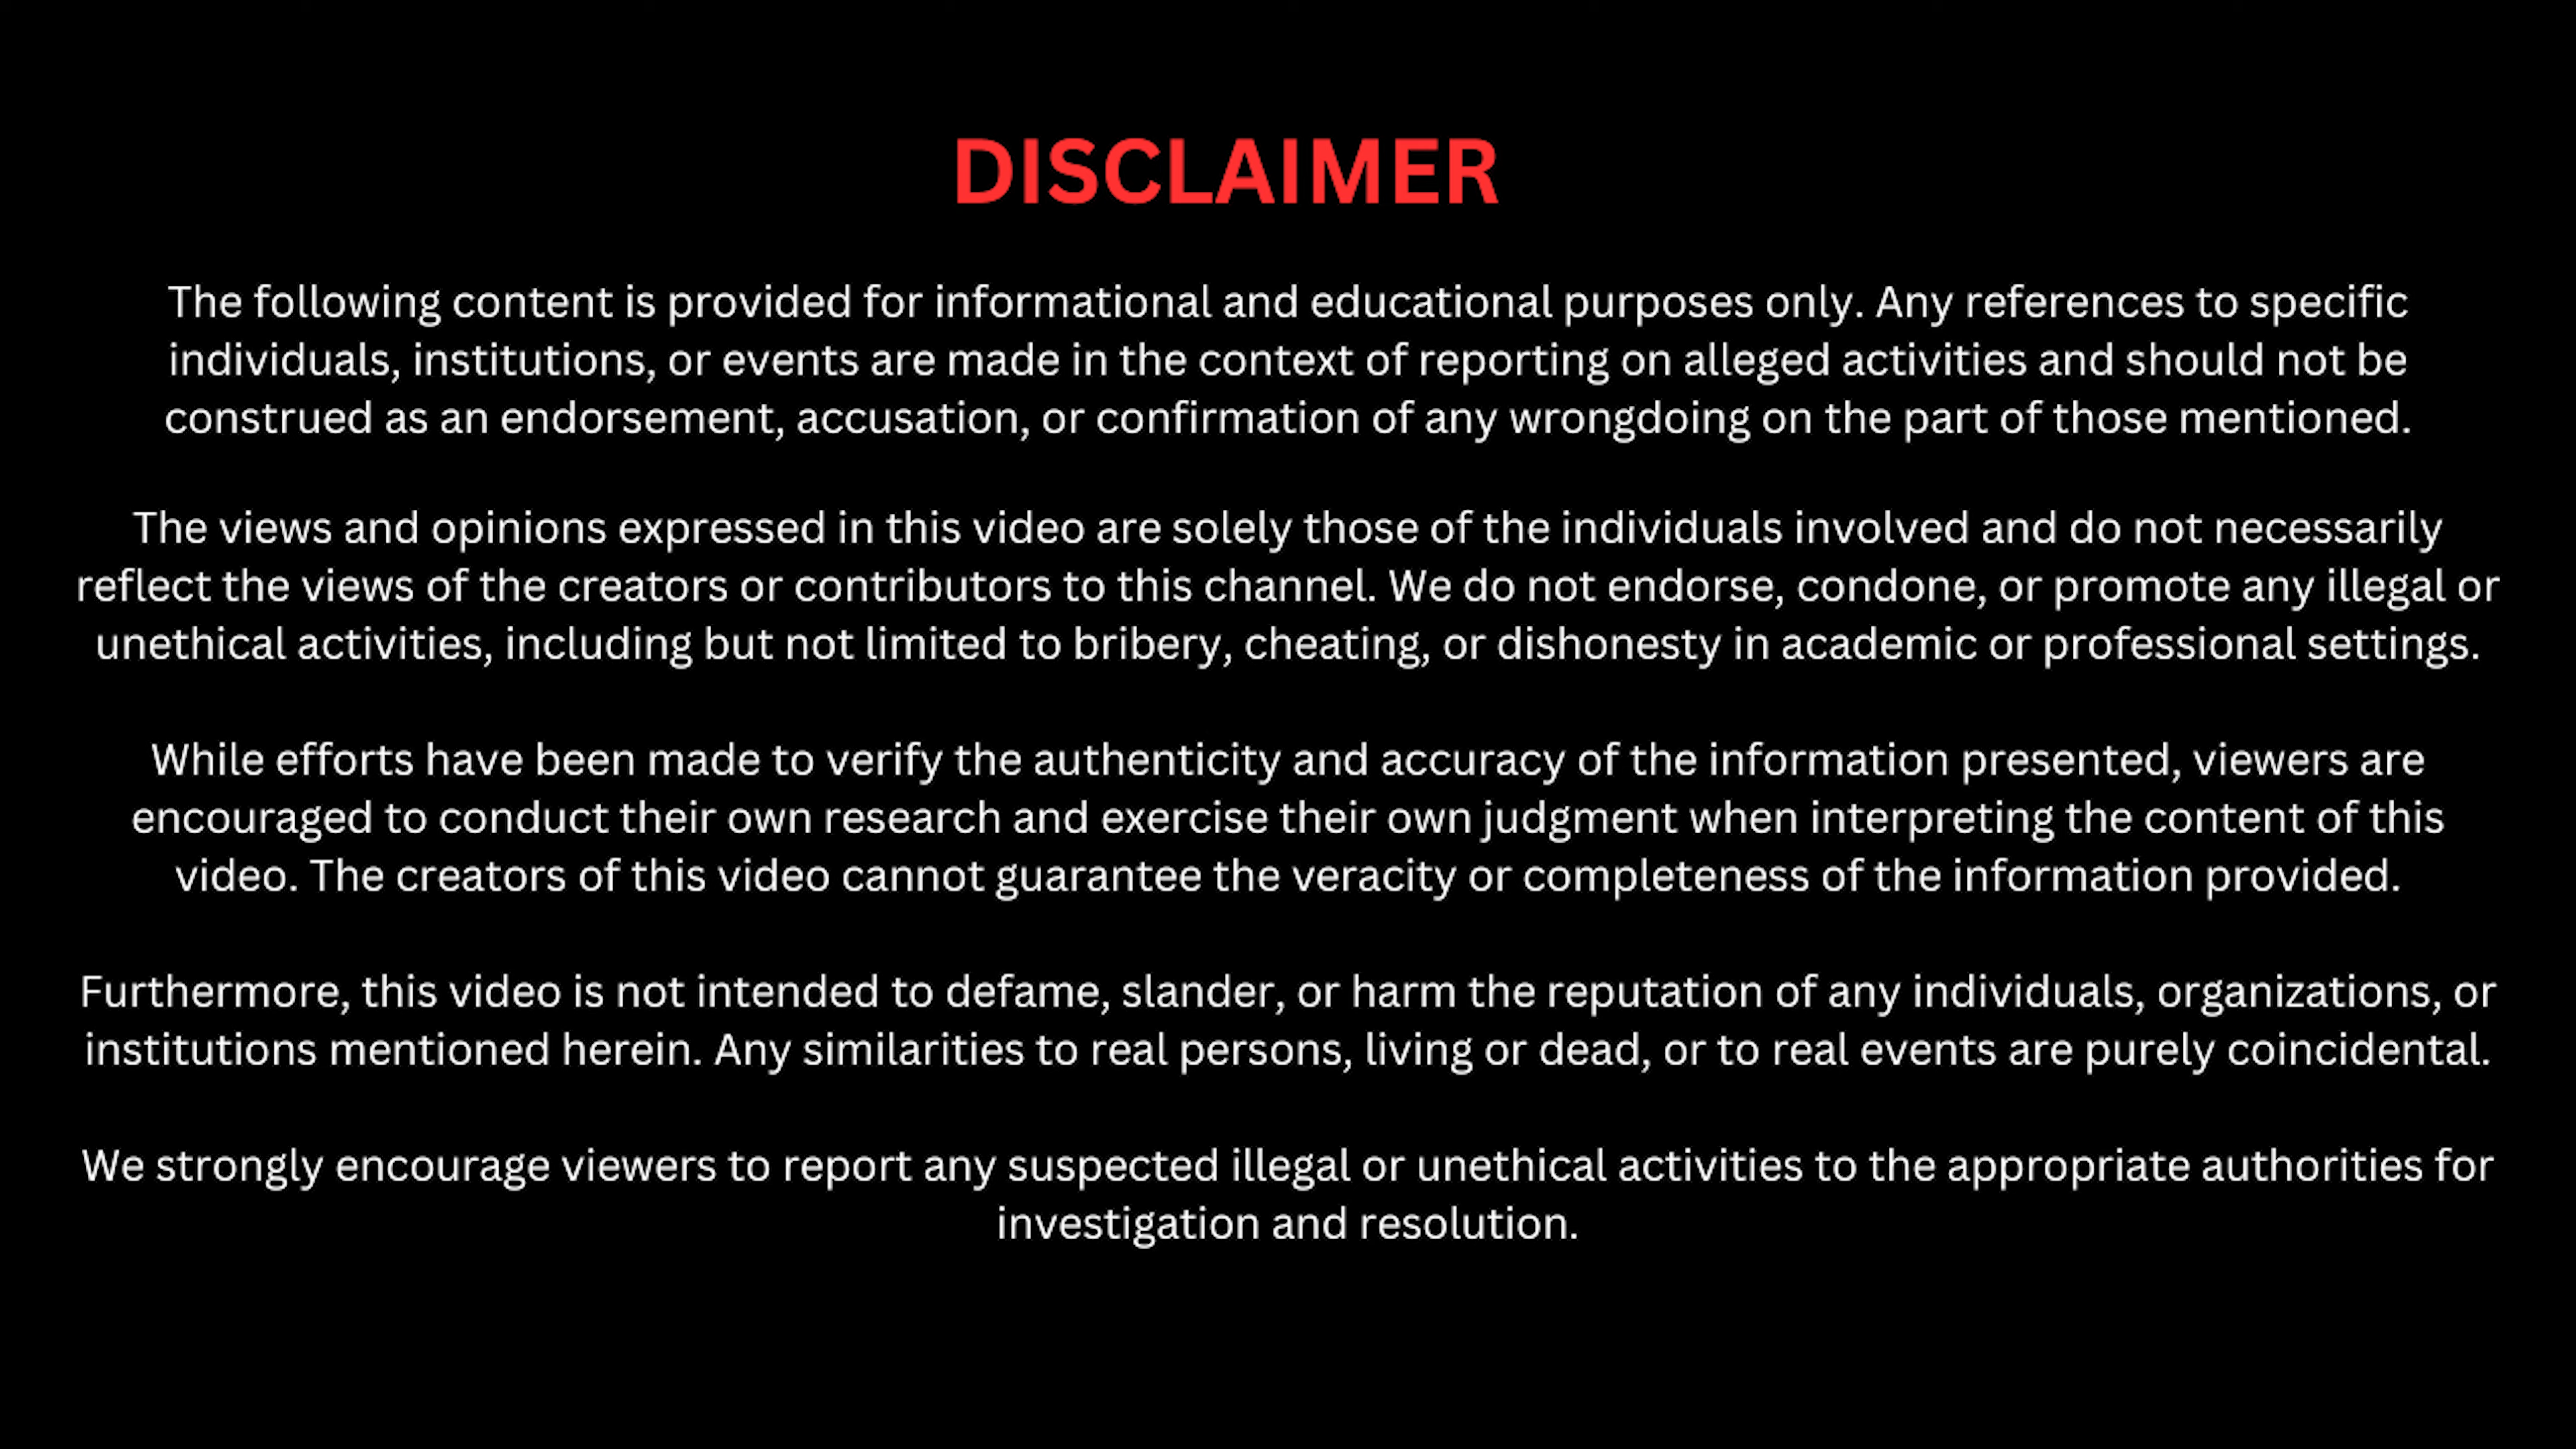 DISCLAIMER
The following content is provided for informational and educational purposes only. Any references to specific
individuals, institutions, or events are made in the context of reporting on alleged activities and should not be
construed as an endorsement, accusation, or confirmation of any wrongdoing on the part of those mentioned.
The views and opinions expressed in this video are solely those of the individuals involved and do not necessarily
reflect the views of the creators or contributors to this channel. We do not endorse, condone, or promote any illegal or
unethical activities, including but not limited to bribery, cheating, or dishonesty in academic or professional settings.
While efforts have been made to verify the authenticity and accuracy of the information presented, viewers are
encouraged to conduct their own research and exercise their own judgment when interpreting the content of this
video. The creators of this video cannot guarantee the veracity or completeness of the information provided.
Furthermore, this video is not intended to defame, slander, or harm the reputation of any individuals, organizations, or
institutions mentioned herein. Any similarities to real persons, living or dead, or to real events are purely coincidental.
We strongly encourage viewers to report any suspected illegal or unethical activities to the appropriate authorities for
investigation and resolution.